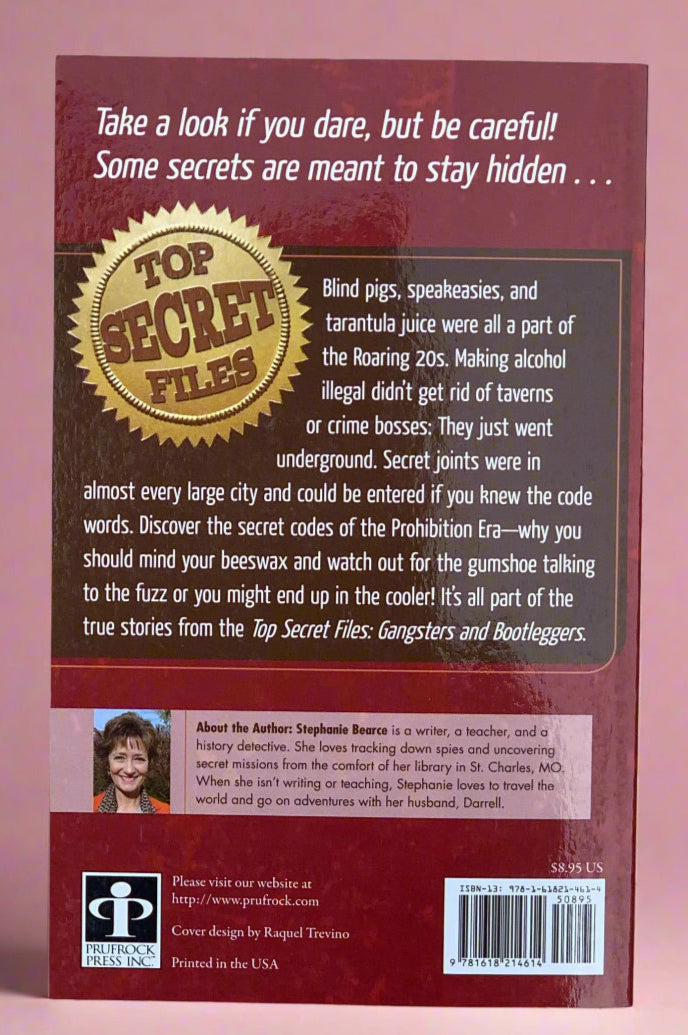 Take a look if you dare, but be careful!
Some secrets are meant to stay hidden . . .
TOP
SECRET
FILES
Blind pigs, speakeasies, and
tarantula juice were all a part of
the Roaring 20s. Making alcohol
illegal didn't get rid of taverns
or crime bosses: They just went
underground. Secret joints were in
almost every large city and could be entered if you knew the code
words. Discover the secret codes of the Prohibition Era—why you
should mind your beeswax and watch out for the gumshoe talking
to the fuzz or you might end up in the cooler! It's all part of the
true stories from the Top Secret Files: Gangsters and Bootleggers.
About the Author: Stephanie Bearce is a writer, a teacher, and a
history detective. She loves tracking down spies and uncovering
secret missions from the comfort of her library in St. Charles, MO.
When she isn't writing or teaching, Stephanie loves to travel the
world and go on adventures with her husband, Darrell.
PRUFROCK
PRESS INC.™
Please visit our website at
http://www.prufrock.com
Cover design by Raquel Trevino
Printed in the USA
$8.95 US
ISBN-13: 978-1-61821-461-4
50895
9 781618 214614